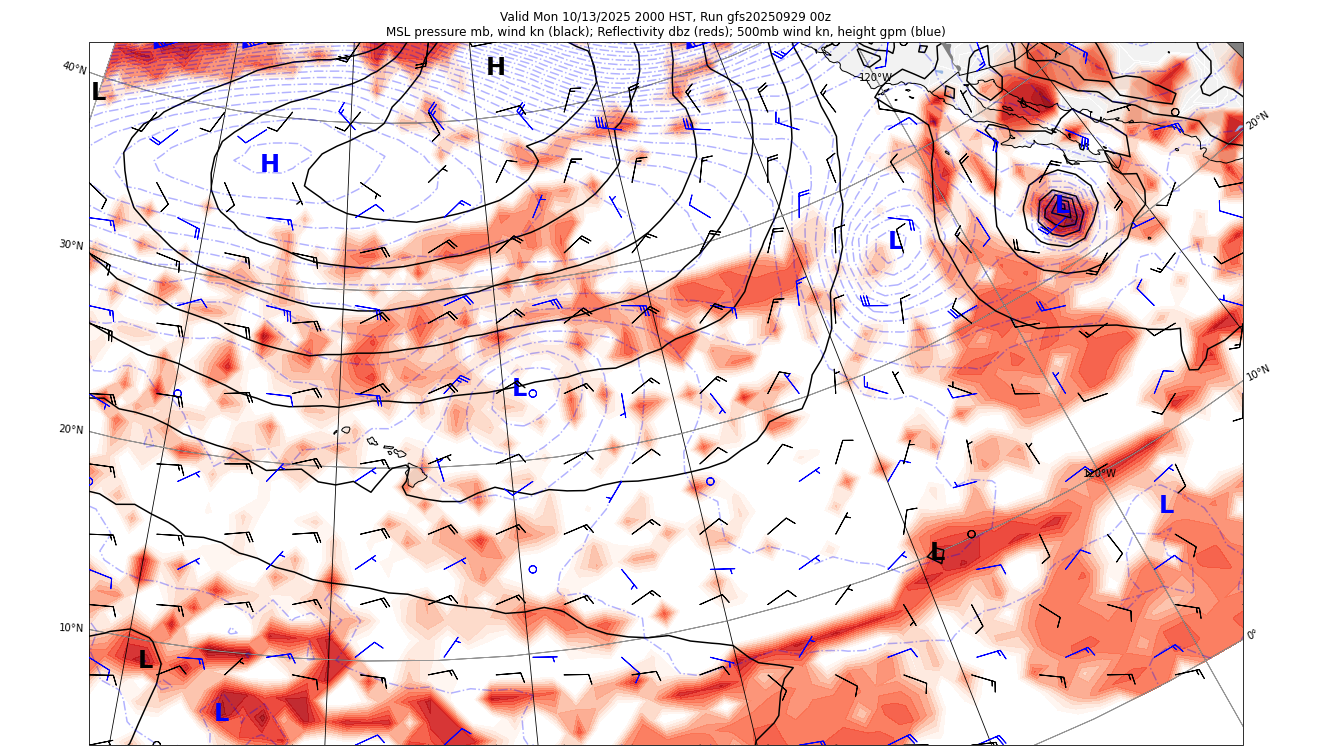 Valid Mon 10/13/2025 2000 HST, Run gfs20250929 00z
MSL pressure mb, wind kn (black); Reflectivity dbz (reds); 500mb wind kn, height gpm (blue)
40°N
L
H
120°W
20°N
H
L
L
30°N
10°N
L
20°N
120°W
L
L
10°N
0°
L
L